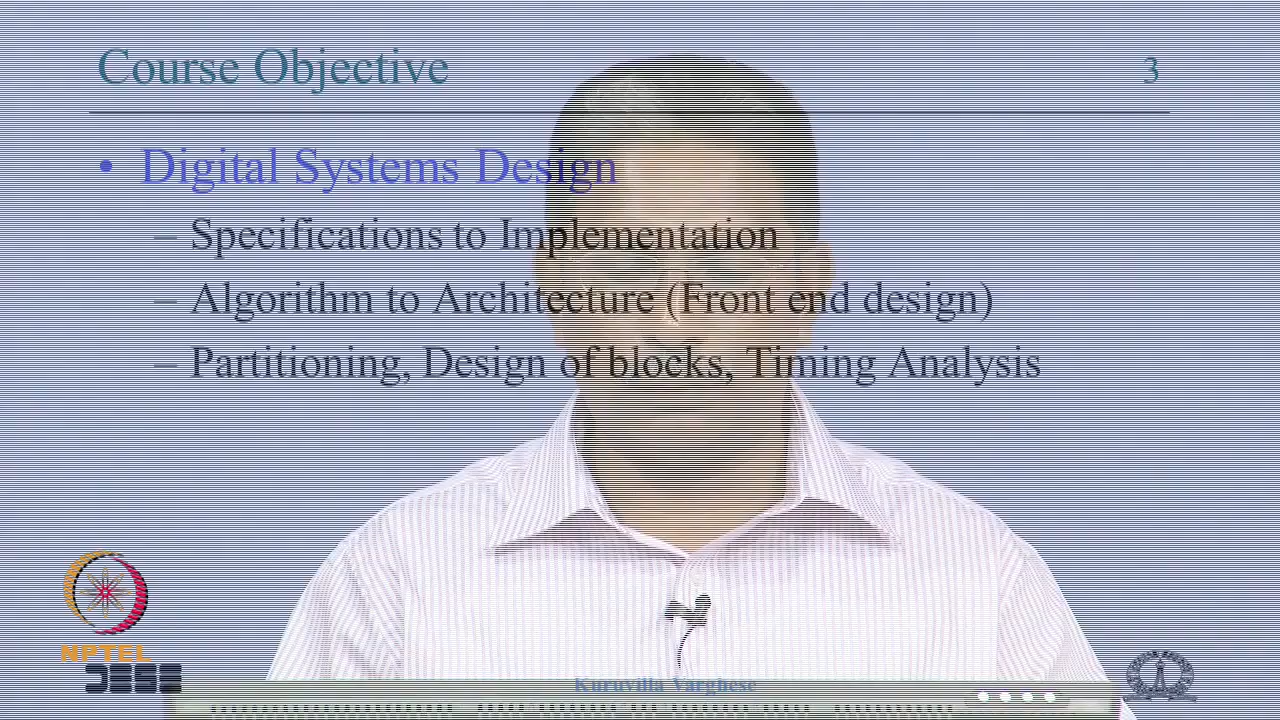 Course Objective
3
• Digital Systems Design
– Specifications to Implementation
– Algorithm to Architecture (Front end design)
– Partitioning, Design of blocks, Timing Analysis
NPTEL
Kuruvilla Varghese